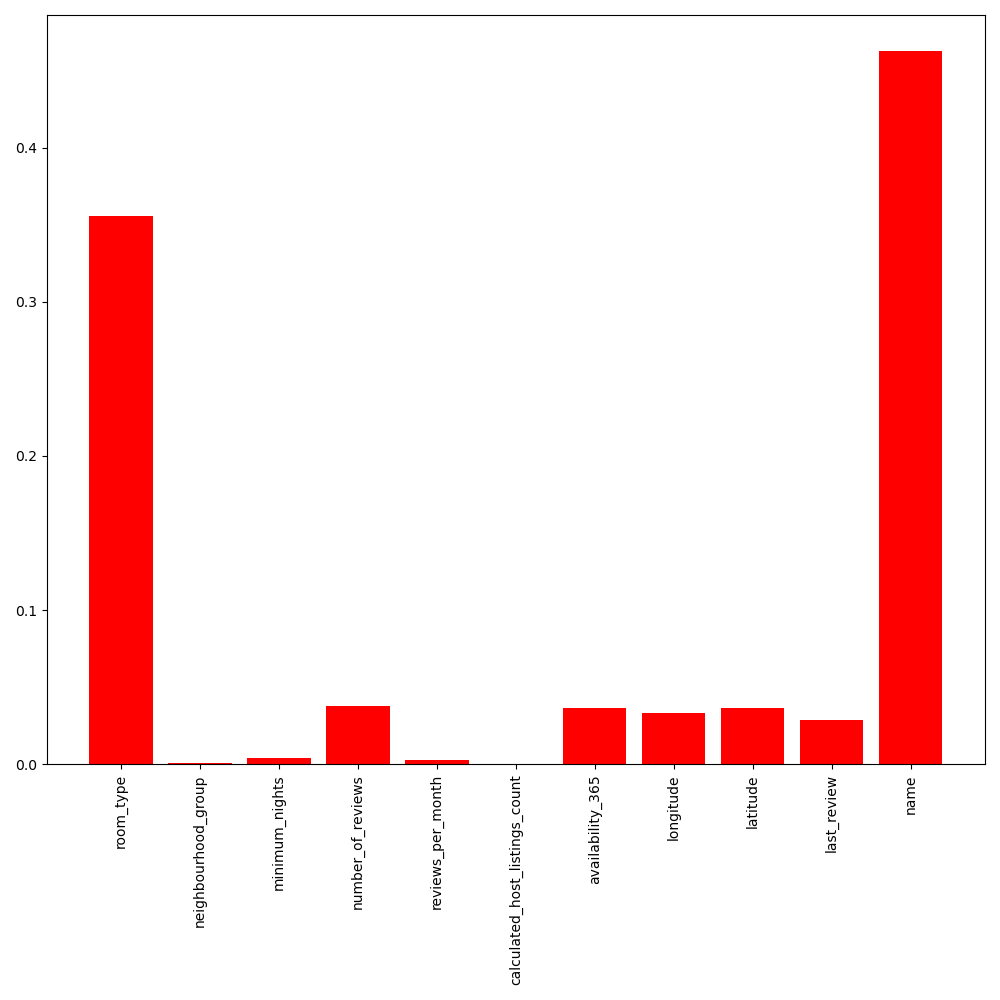 0.4
0.3
0.2
0.1
0.0
room_type
neighbourhood_group
minimum_nights
number_of_reviews
reviews_per_month
calculated_host_listings_count
availability_365
longitude
latitude
last_review
name